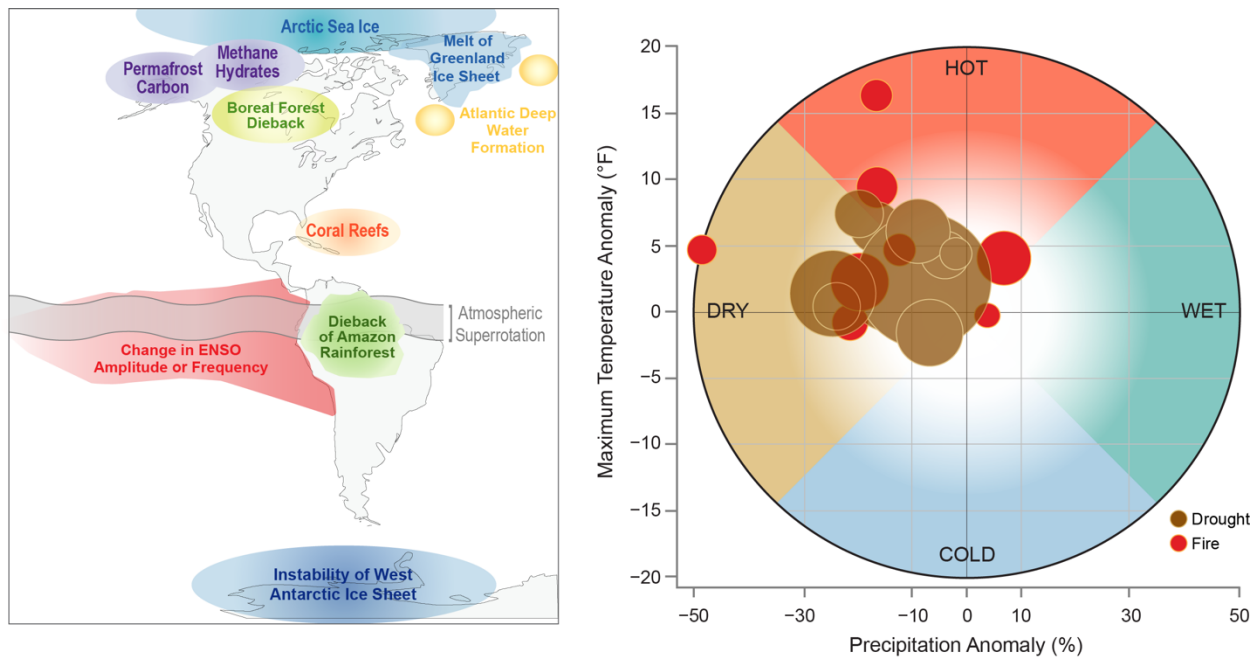 Arctic Sea Ice
Methane
Hydrates
Permafrost
Carbon
Melt of
Greenland
Ice Sheet
Boreal Forest
Dieback
Atlantic Deep
Water
Formation
Coral Reefs
Atmospheric
Superrotation
Dieback
of Amazon
Rainforest
Change in ENSO
Amplitude or Frequency
Instability of West
Antarctic Ice Sheet
Maximum Temperature Anomaly (°F)
20
15
10
5
0
−5
−10
−15
−20
HOT
DRY
WET
COLD
Drought
Fire
−50
−30
−10
0
10
30
50
Precipitation Anomaly (%)